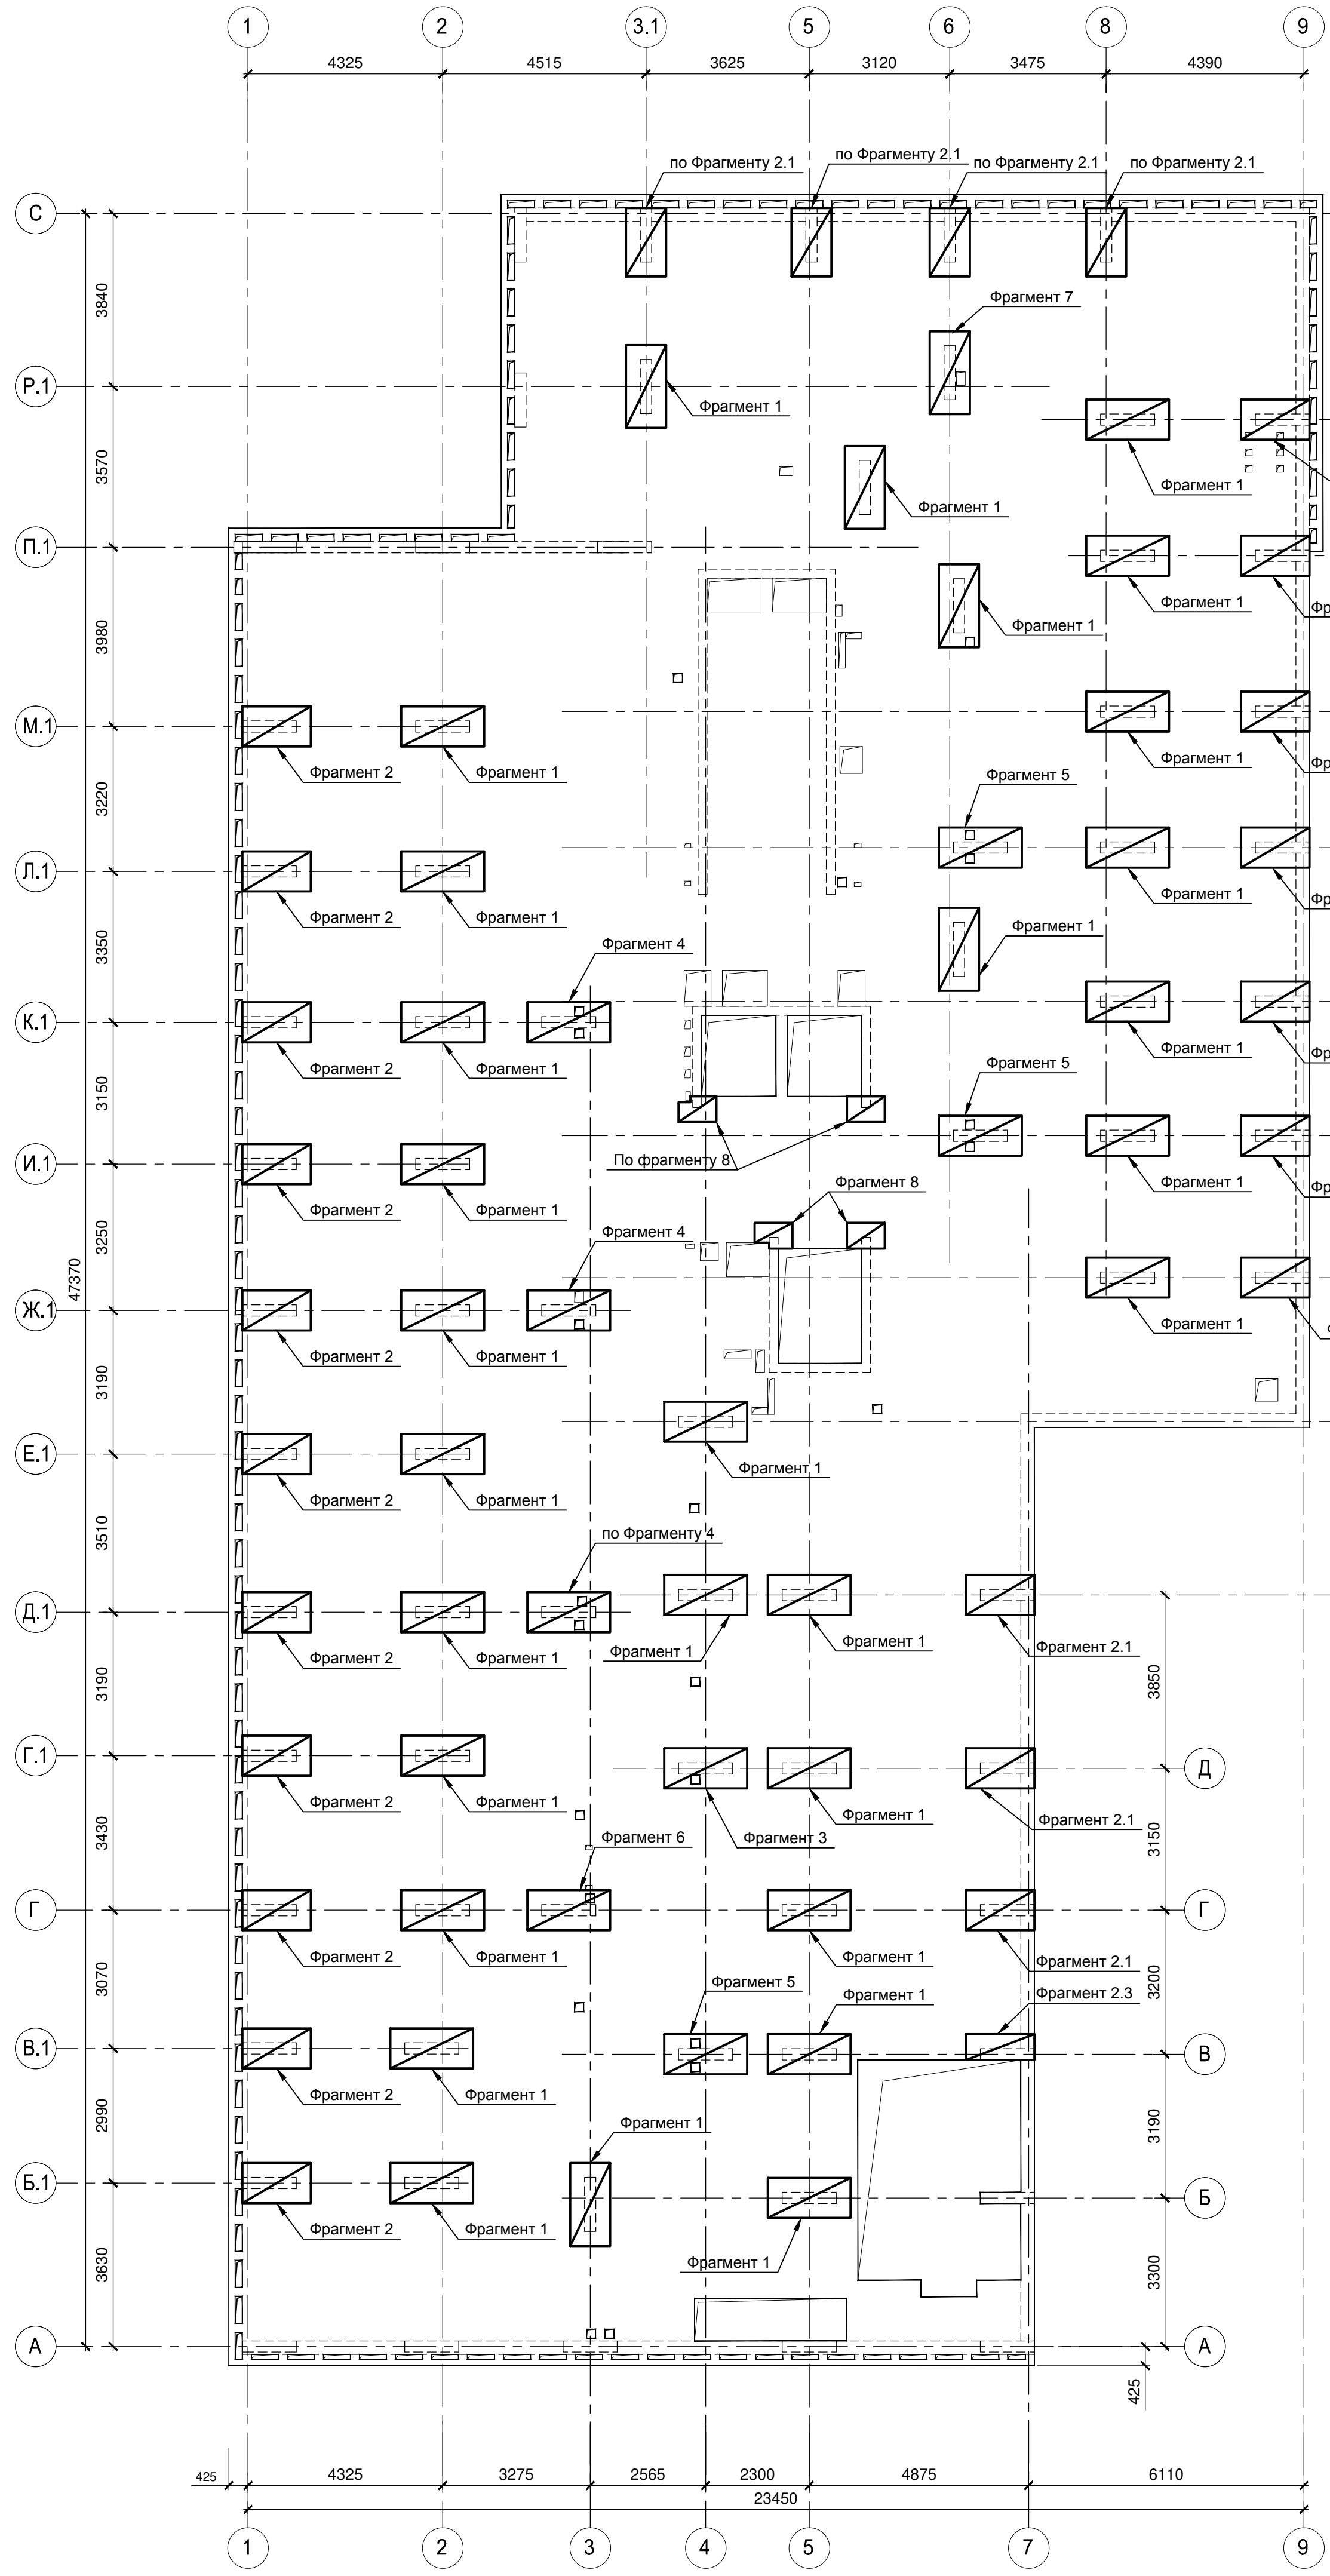 1 2 3.1 5 6 8 9
4325 4515 3625 3120 3475 4390
по Фрагменту 2.1 по Фрагменту 2.1 по Фрагменту 2.1 по Фрагменту 2.1
С
3840
Фрагмент 7
Р.1
Фрагмент 1
3570
Фрагмент 1
Фрагмент 1
П.1
Фрагмент 1
Фр
3980
Фрагмент 1
М.1
Фрагмент 2 Фрагмент 1 Фрагмент 1 Фр
3220
Фрагмент 5
Л.1
Фрагмент 2 Фрагмент 1 Фрагмент 1 Фр
3350
Фрагмент 4 Фрагмент 1
К.1
Фрагмент 2 Фрагмент 1 Фрагмент 1 Фр
3150
Фрагмент 5
И.1
По фрагменту 8
Фрагмент 1 Фр
Фрагмент 2 Фрагмент 1 Фрагмент 8
3250
47370
Фрагмент 4
Ж.1
Фрагмент 2 Фрагмент 1 Фрагмент 1
3190
Е.1
Фрагмент 1
Фрагмент 2 Фрагмент 1
3510
по Фрагменту 4
Д.1
Фрагмент 2 Фрагмент 1 Фрагмент 1 Фрагмент 1 Фрагмент 2.1
3190 3850
Г.1 Д
Фрагмент 2 Фрагмент 1 Фрагмент 1 Фрагмент 2.1
3430 3150
Фрагмент 6 Фрагмент 3
Г Г
Фрагмент 2 Фрагмент 1 Фрагмент 1 Фрагмент 2.1
3070 3200
Фрагмент 5 Фрагмент 1 Фрагмент 2.3
В.1 В
Фрагмент 2 Фрагмент 1
2990 3190
Фрагмент 1
Б.1 Б
Фрагмент 2 Фрагмент 1
Фрагмент 1
3630 3300
А А
425
425 4325 3275 2565 2300 4875 6110
23450
1 2 3 4 5 7 9